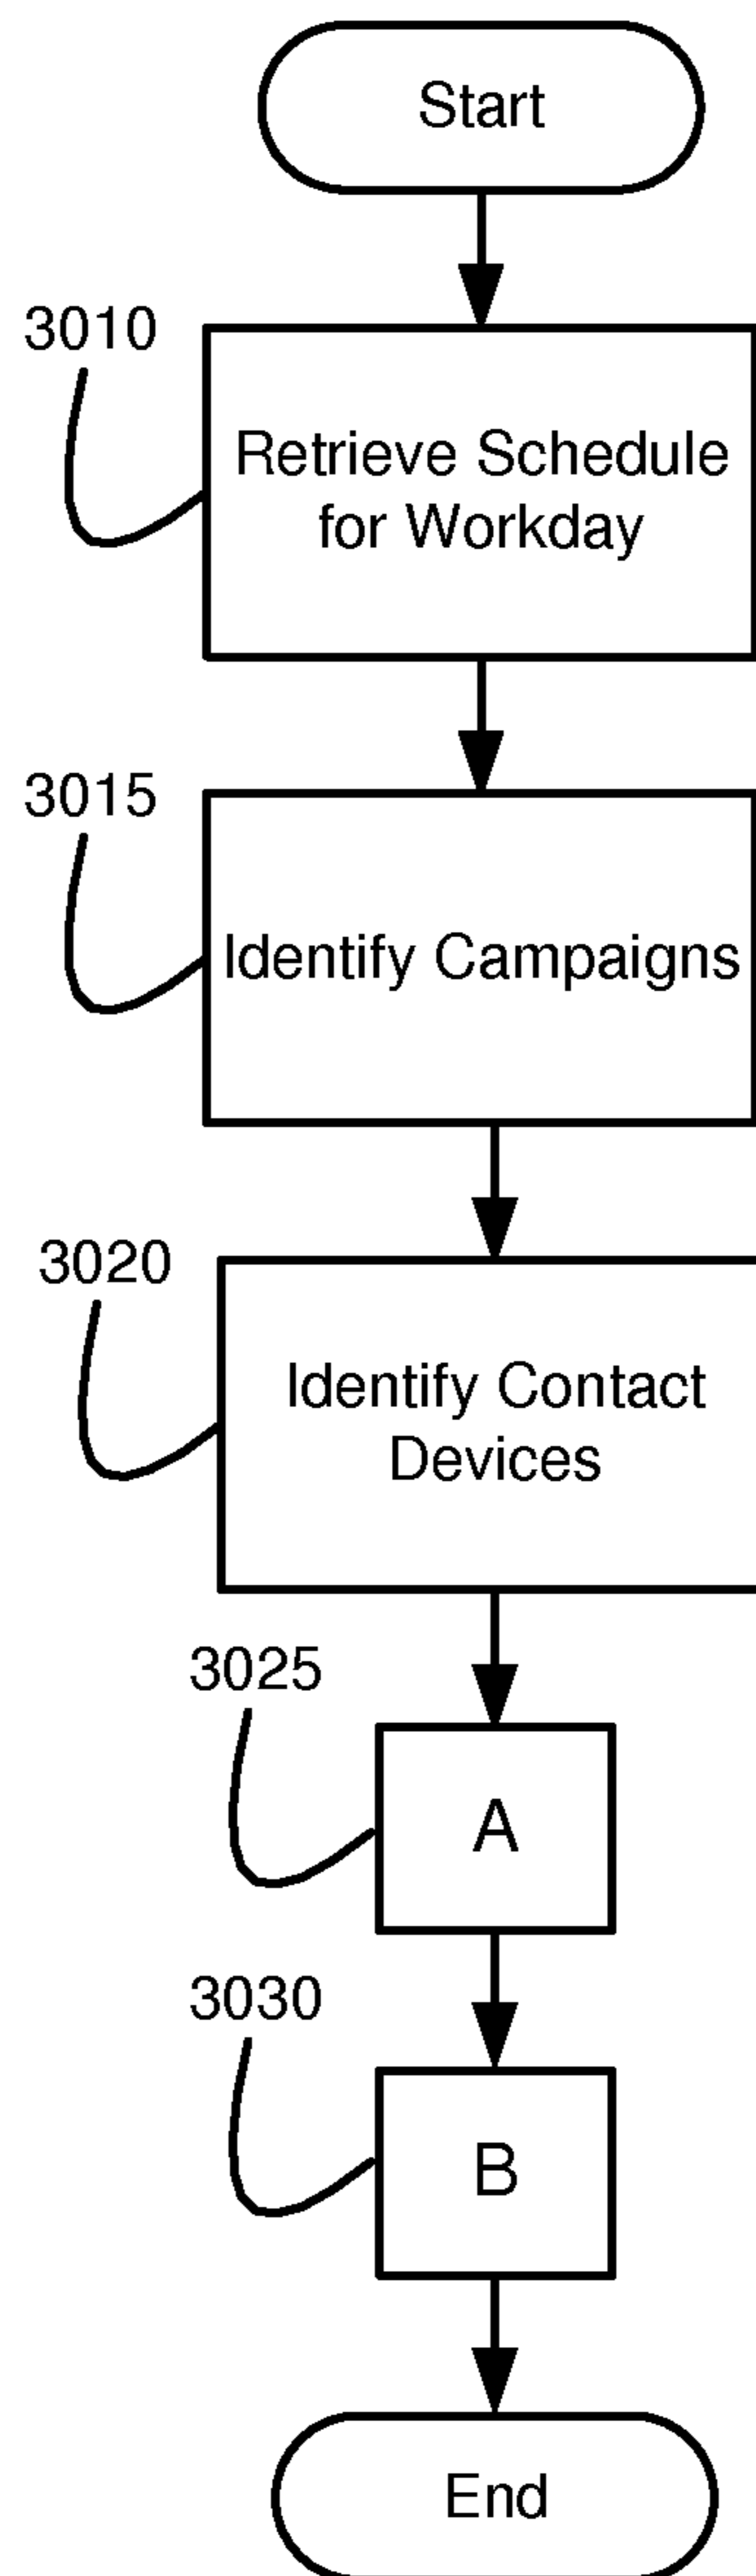 Start
3010
Retrieve Schedule
for Workday
3015
Identify Campaigns
3020
Identify Contact
Devices
3025
A
3030
B
End